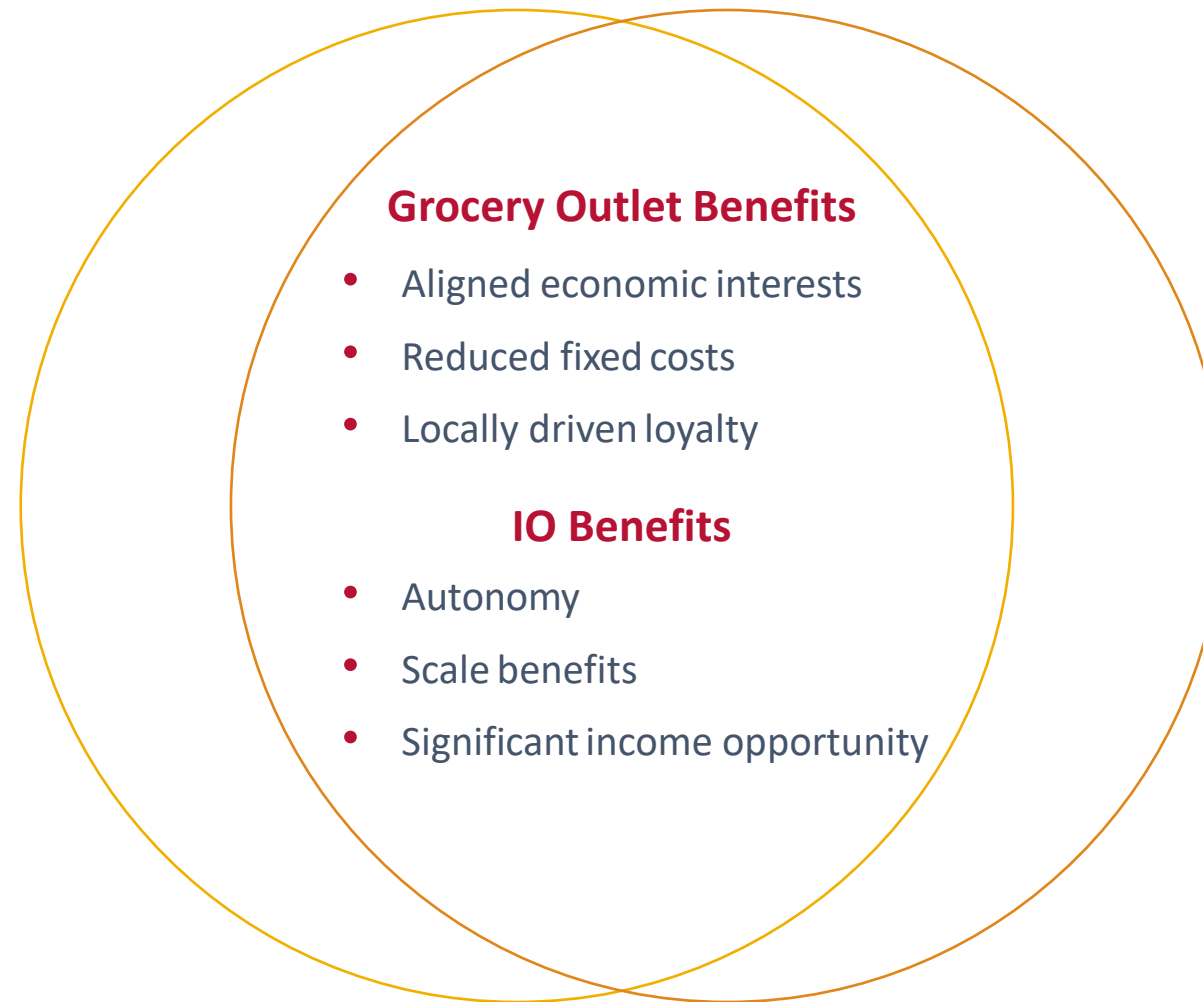 Grocery Outlet Benefits
• Aligned economic interests
• Reduced fixed costs
• Locally driven loyalty
IO Benefits
• Autonomy
• Scale benefits
• Significant income opportunity